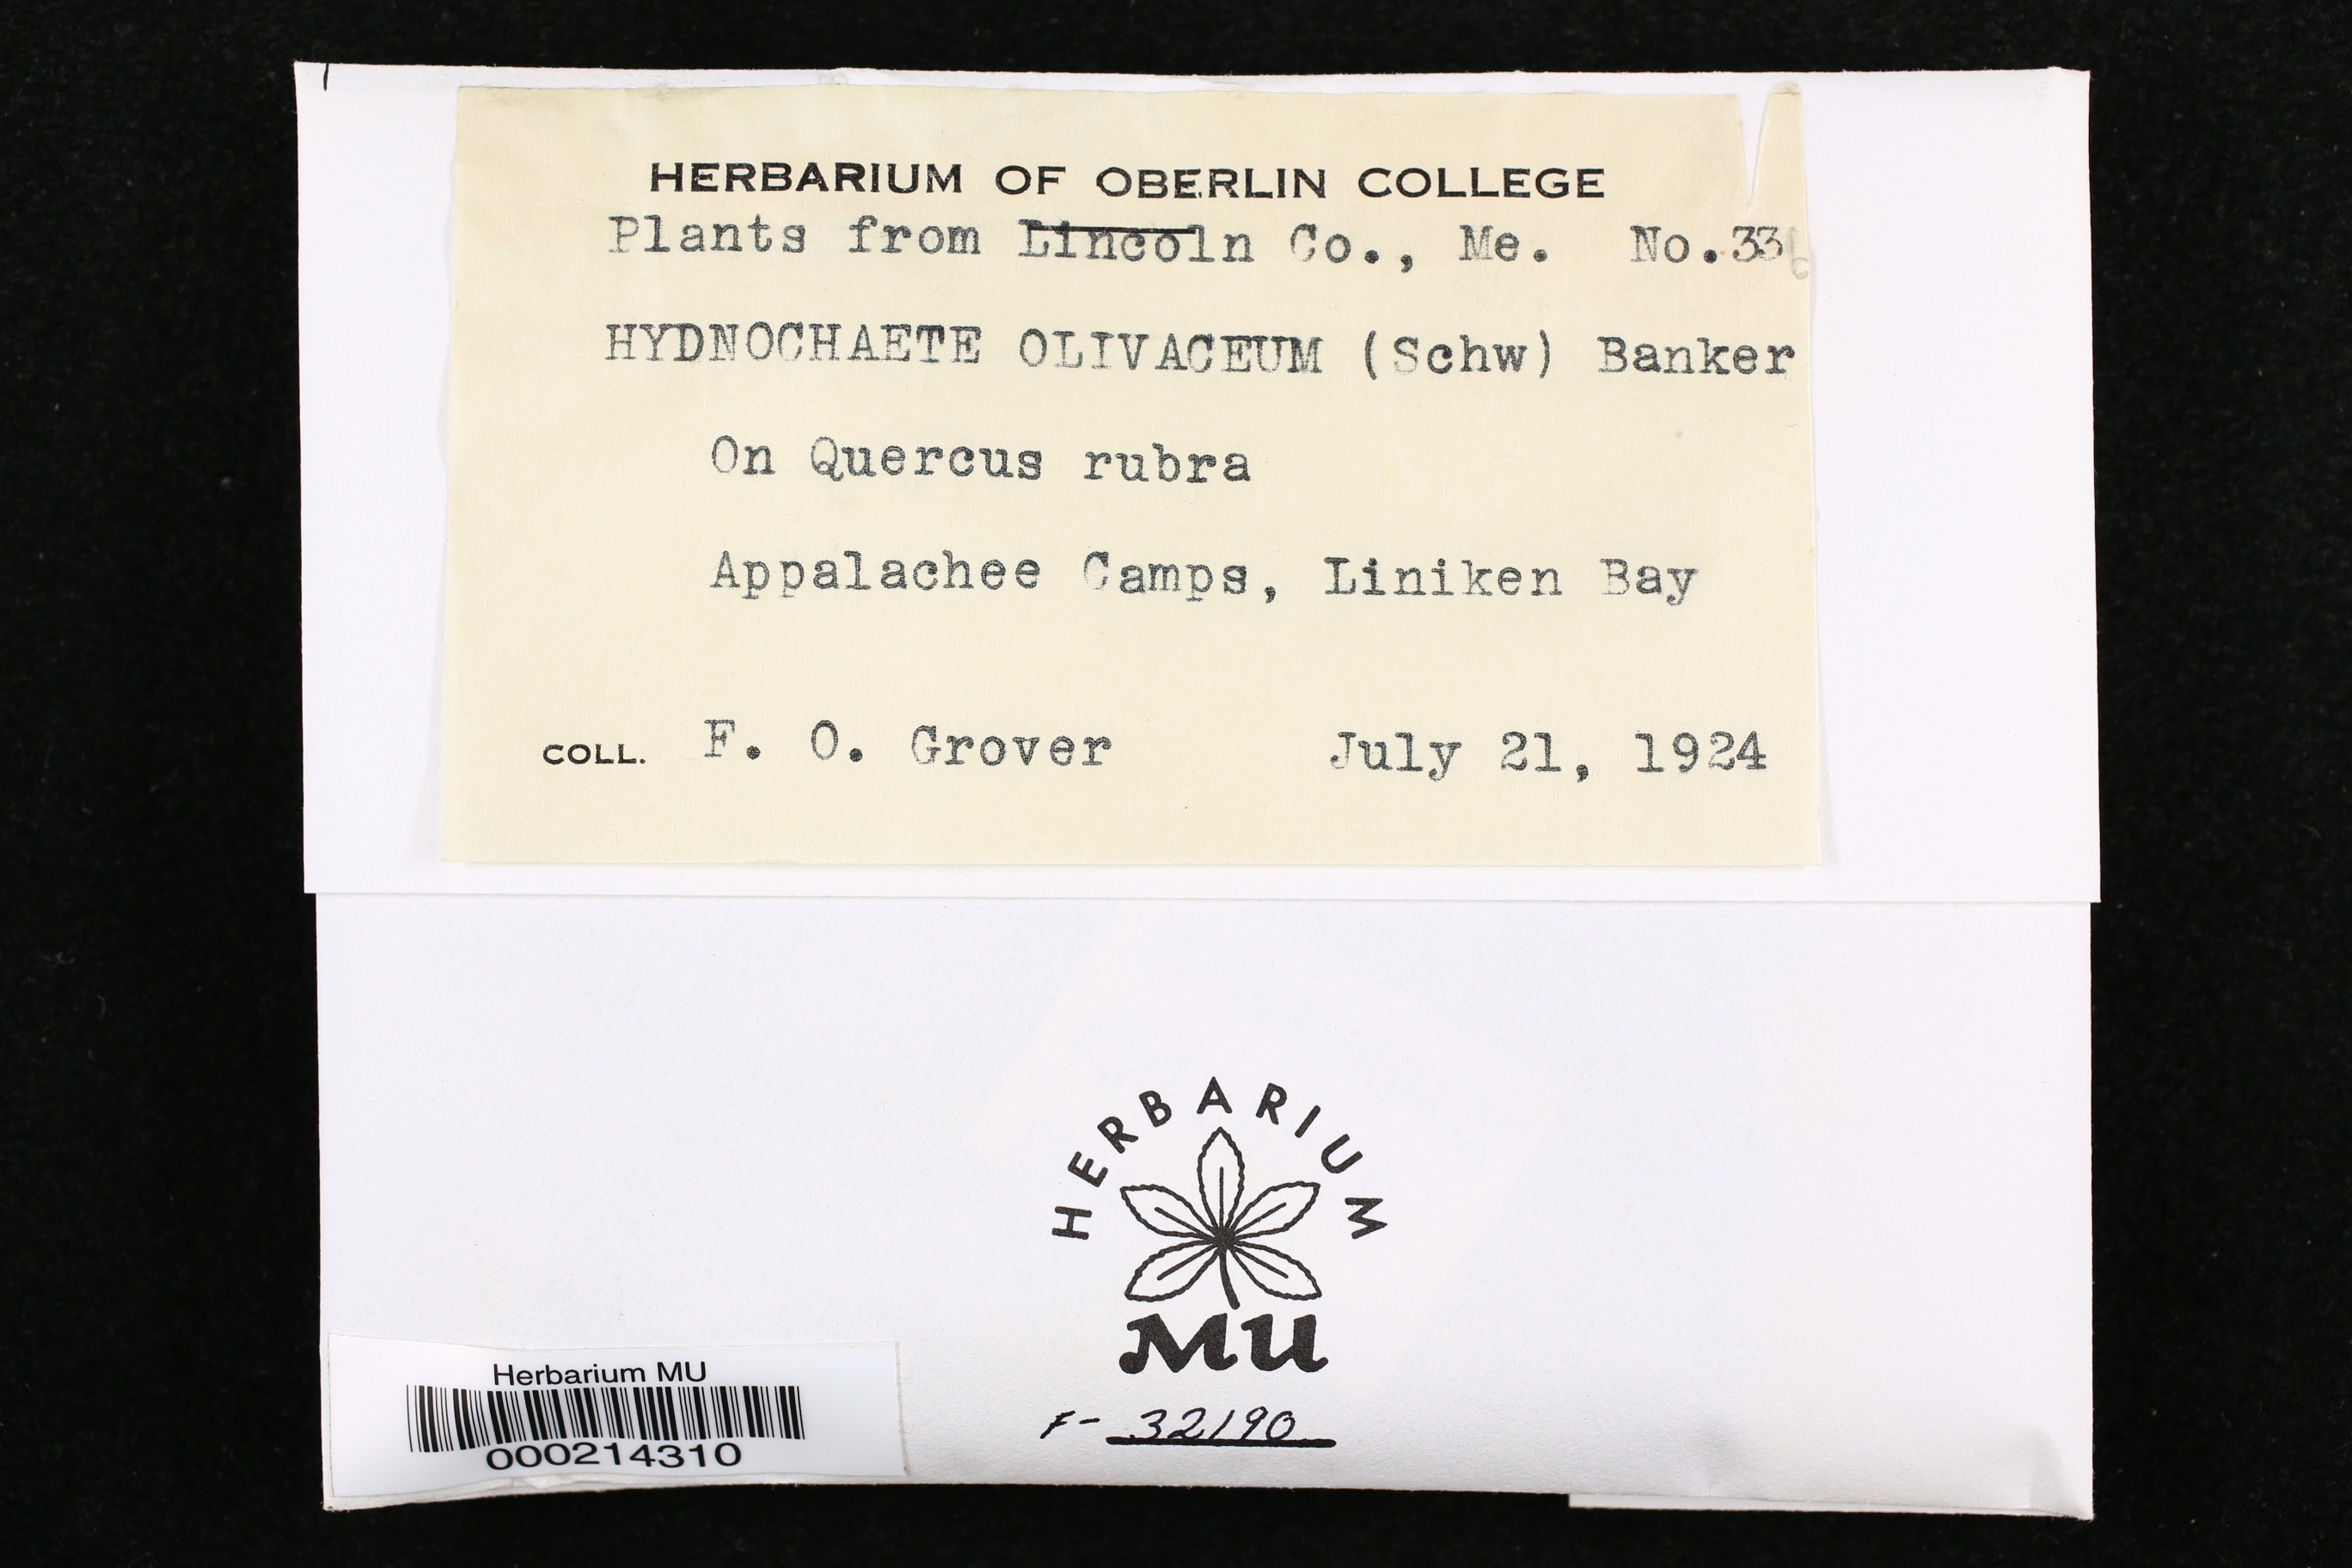 HERBARIUM OF OBERLIN COLLEGE
Plants from Lincoln Co., Me. No.336
HYDNOCHAETE OLIVACEUM (Schw) Banker
On Quercus rubra
Appalachee Camps, Liniken Bay
COLL. F. O. Grover July 21, 1924
HERBARIUM
MU
F- 32190
Herbarium MU
000214310